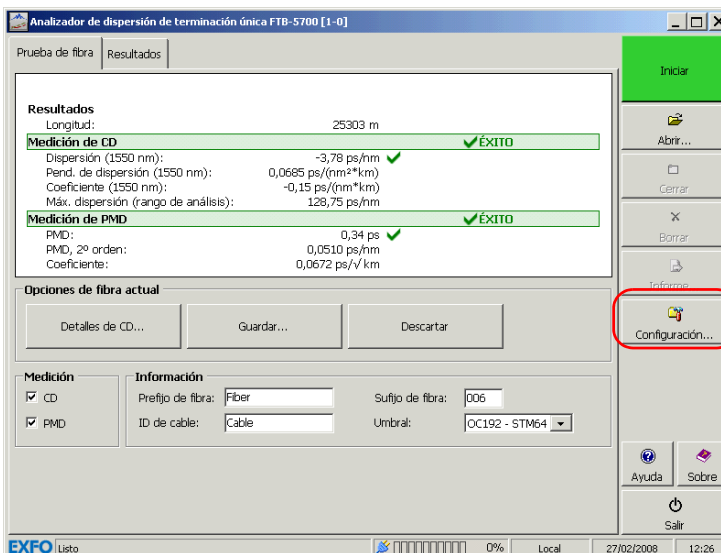 Analizador de dispersión de terminación única FTB-5700 [1-0]
Prueba de fibra
Resultados
Resultados
Longitud: 25303 m
Medición de CD ÉXITO
Dispersión (1550 nm): -3,78 ps/nm
Pend. de dispersión (1550 nm): 0,0685 ps/(nm²*km)
Coeficiente (1550 nm): -0,15 ps/(nm*km)
Máx. dispersión (rango de análisis): 128,75 ps/nm
Medición de PMD ÉXITO
PMD: 0,34 ps
PMD, 2º orden: 0,0510 ps/nm
Coeficiente: 0,0672 ps/√km
Opciones de fibra actual
Detalles de CD...
Guardar...
Descartar
Medición
CD
PMD
Información
Prefijo de fibra: Fiber
Sufijo de fibra: 006
ID de cable: Cable
Umbral: OC192 - STM64
Iniciar
Abrir...
Cerrar
Borrar
Informe...
Configuración...
Ayuda
Sobre
Salir
EXFO Listo 0% Local 27/02/2008 12:26